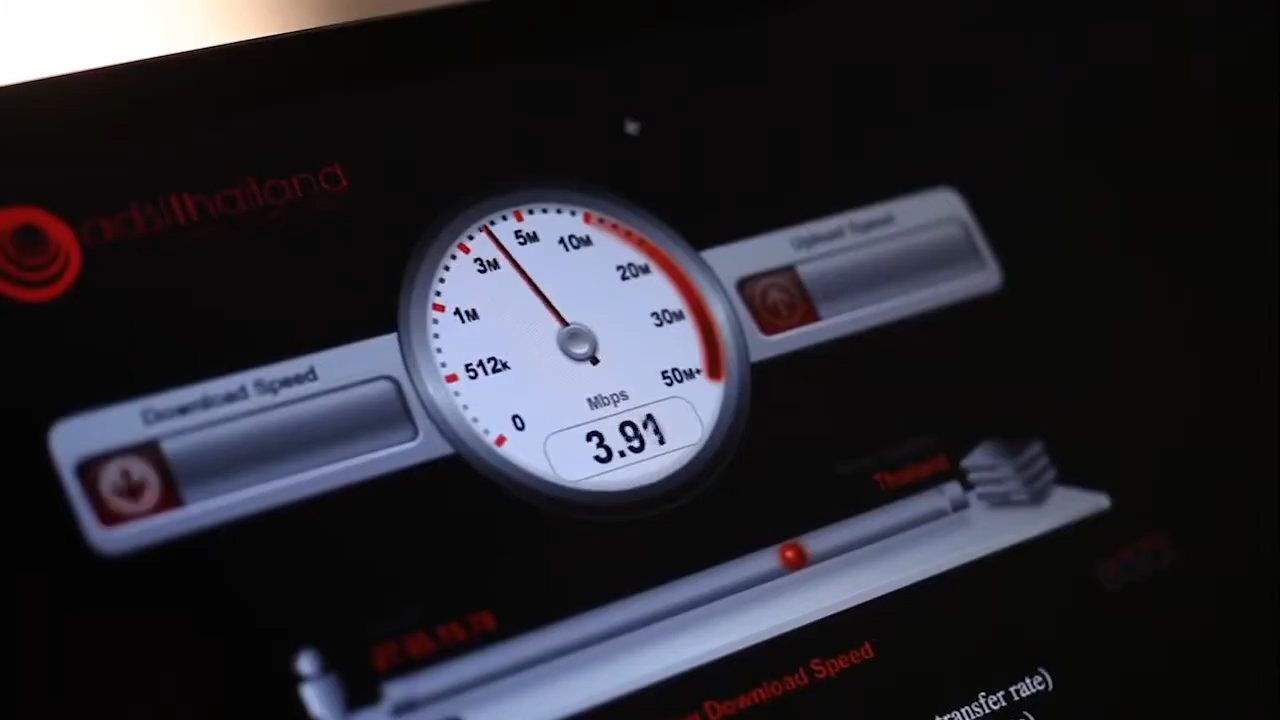 adslthailand
Upload Speed
5M
10M
3M
20M
1M
30M
512k
50M+
Download Speed
0
Mbps
3.91
Thailand
Download Speed
transfer rate)